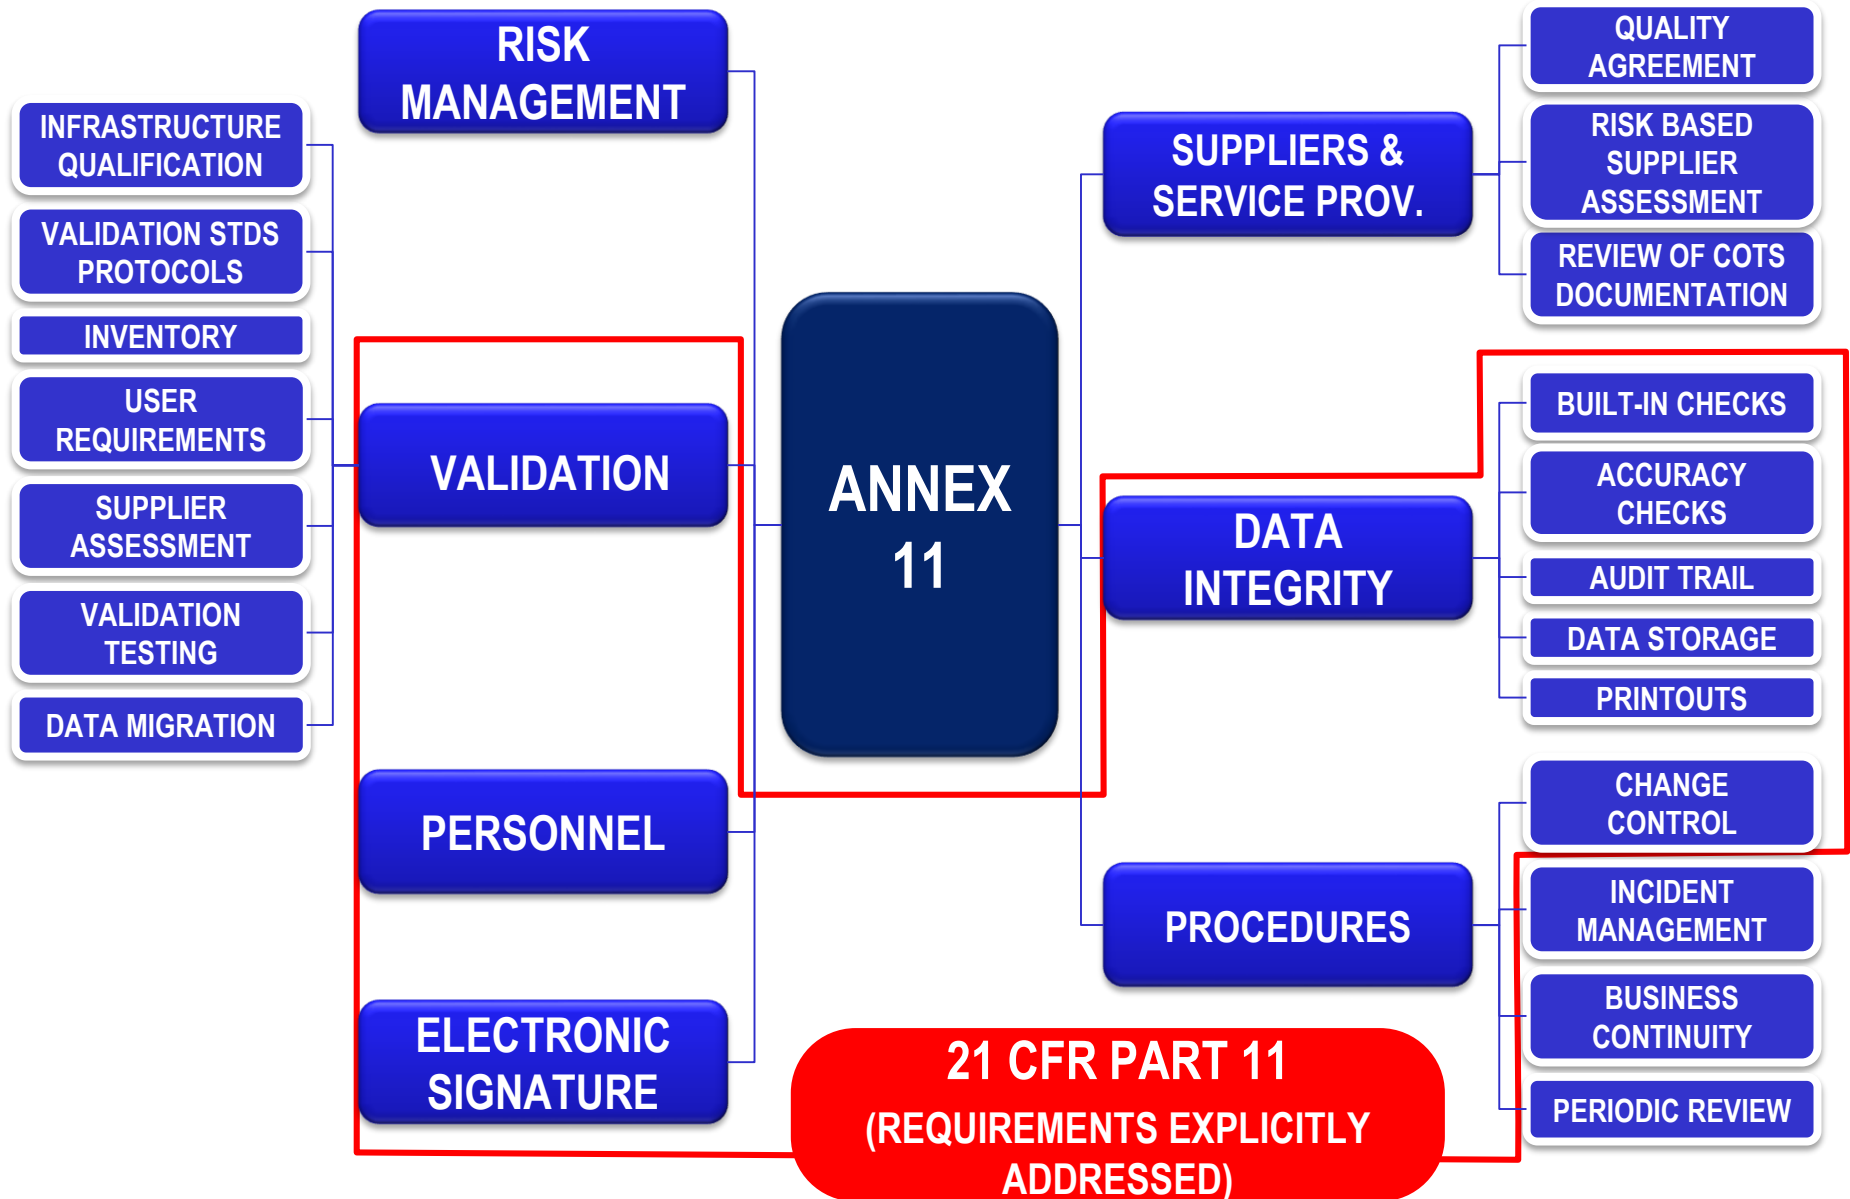 RISK
MANAGEMENT
INFRASTRUCTURE
QUALIFICATION
VALIDATION STDS
PROTOCOLS
INVENTORY
USER
REQUIREMENTS
SUPPLIER
ASSESSMENT
VALIDATION
TESTING
DATA MIGRATION
VALIDATION
PERSONNEL
ELECTRONIC
SIGNATURE
ANNEX
11
SUPPLIERS &
SERVICE PROV.
QUALITY
AGREEMENT
RISK BASED
SUPPLIER
ASSESSMENT
REVIEW OF COTS
DOCUMENTATION
DATA
INTEGRITY
BUILT-IN CHECKS
ACCURACY
CHECKS
AUDIT TRAIL
DATA STORAGE
PRINTOUTS
PROCEDURES
CHANGE
CONTROL
INCIDENT
MANAGEMENT
BUSINESS
CONTINUITY
PERIODIC REVIEW
21 CFR PART 11
(REQUIREMENTS EXPLICITLY
ADDRESSED)